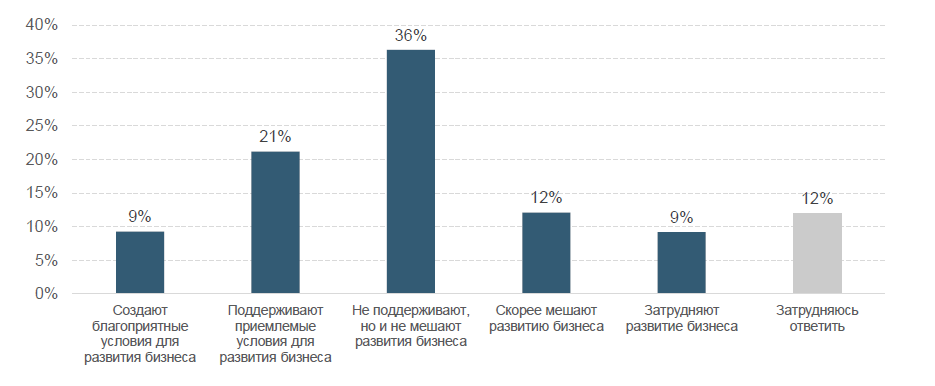 40%
35%
30%
25%
20%
15%
10%
5%
0%
9%
21%
36%
12%
9%
12%
Создают
благоприятные
условия для
развития бизнеса
Поддерживают
приемлемые
условия для
развития бизнеса
Не поддерживают,
но и не мешают
развития бизнеса
Скорее мешают
развитию бизнеса
Затрудняют
развитие бизнеса
Затрудняюсь
ответить